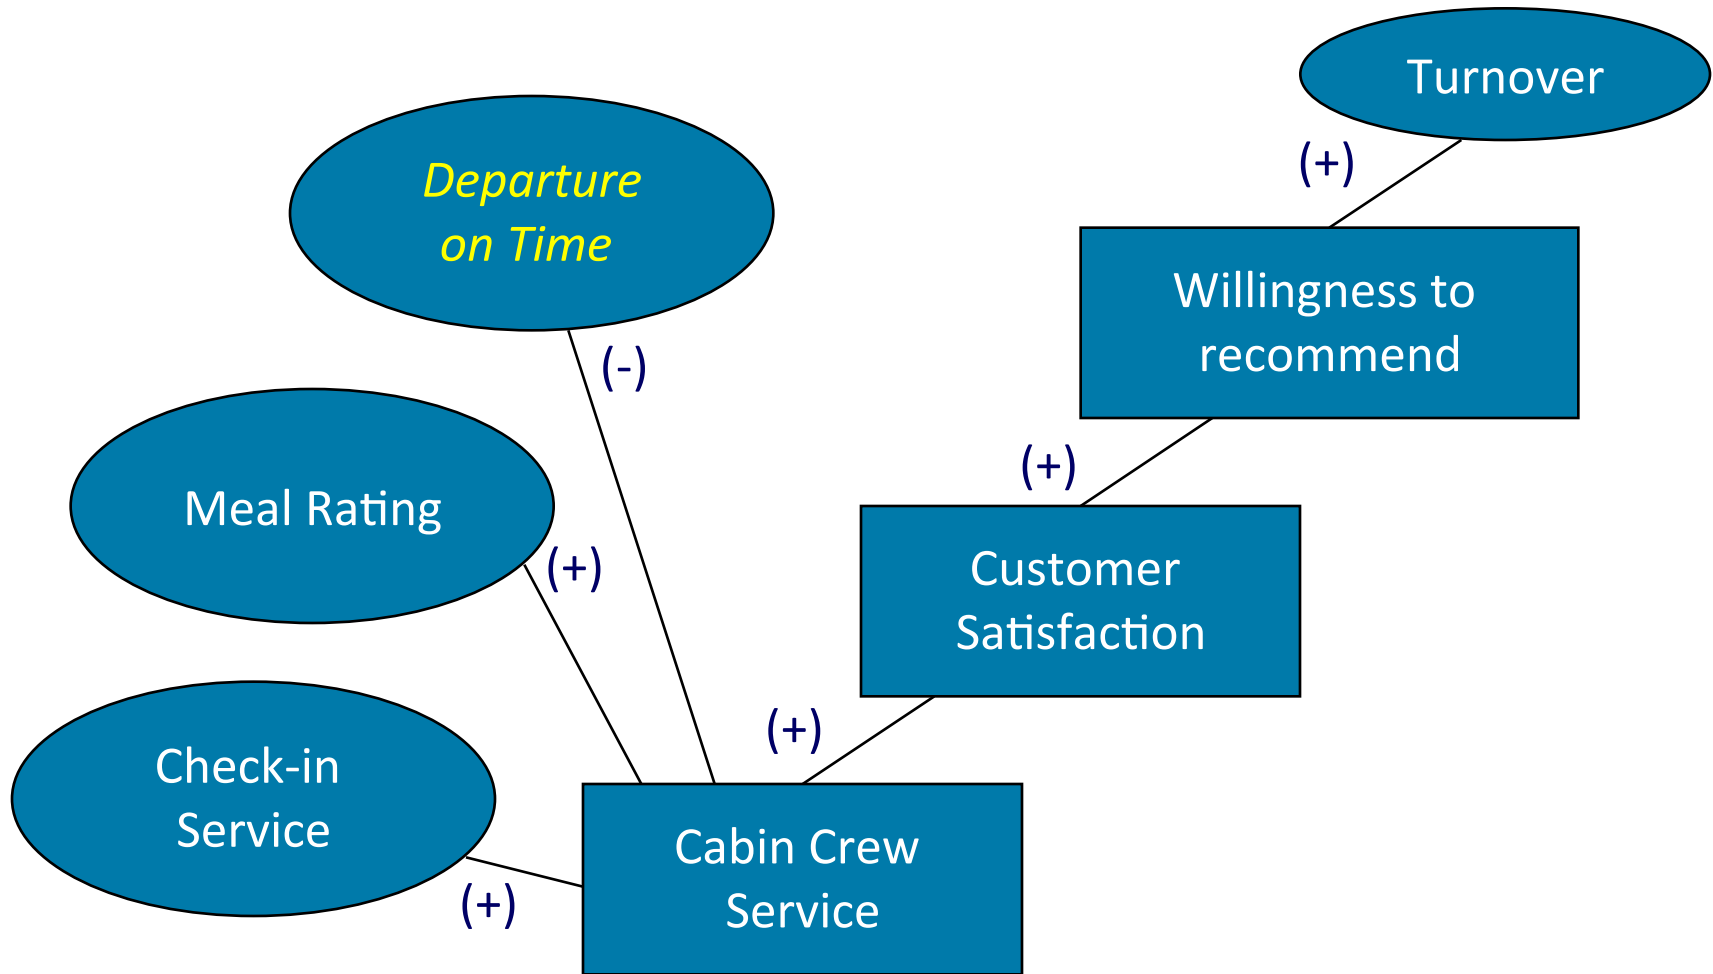 Turnover
(+)
Departure
on Time
Willingness to
recommend
(-)
(+)
Meal Rating
(+)
Customer
Satisfaction
(+)
Check-in
Service
(+)
Cabin Crew
Service